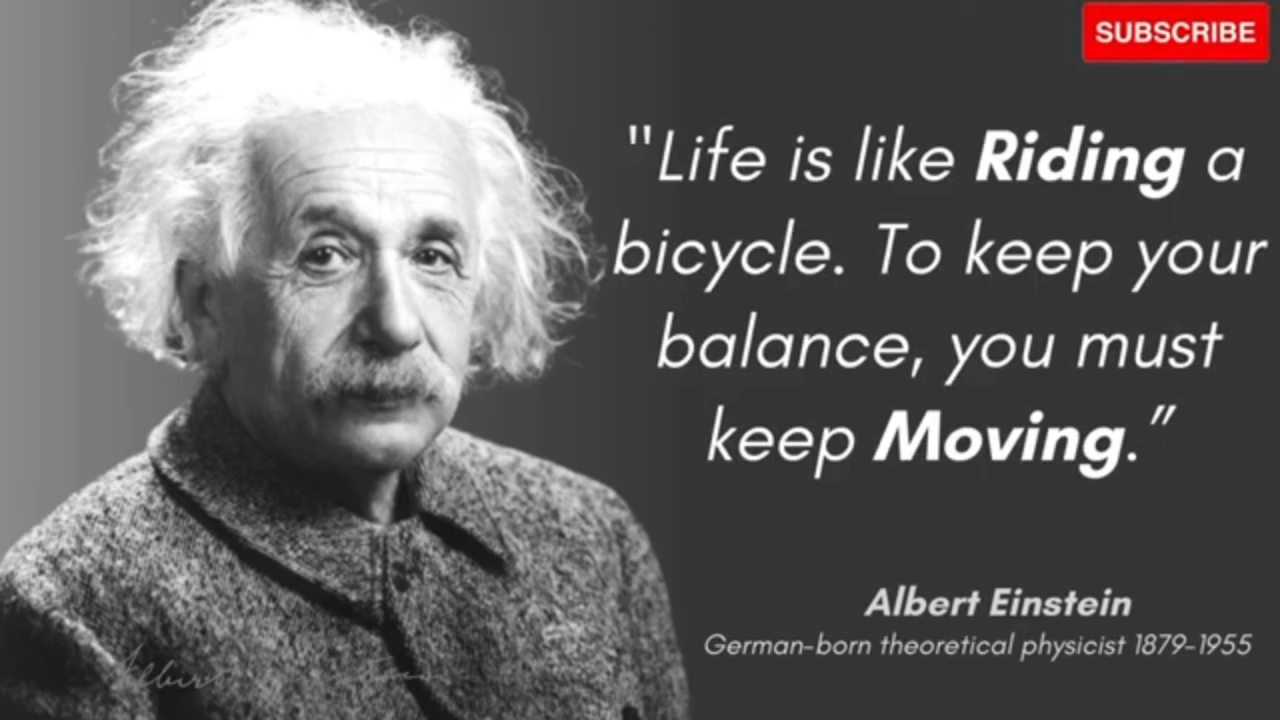 SUBSCRIBE
"Life is like Riding a
bicycle. To keep your
balance, you must
keep Moving.”
Albert Einstein
German-born theoretical physicist 1879-1955